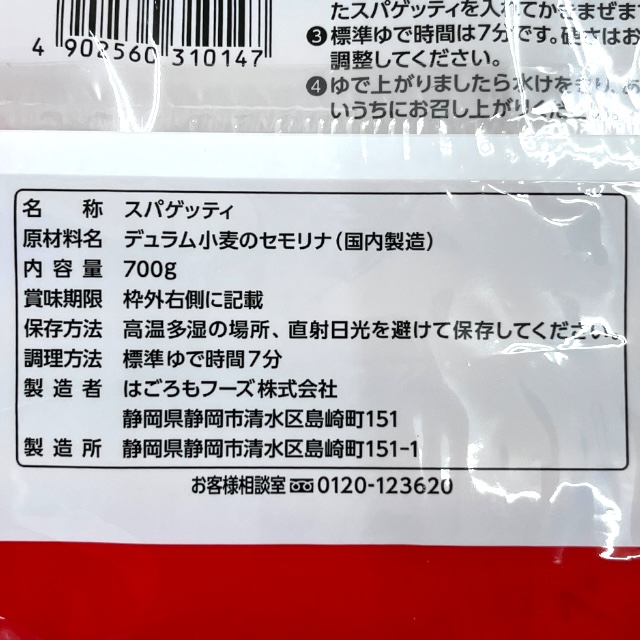 4 902560 310147
たスパゲッティを入れてかきまぜま
❸標準ゆで時間は7分です。硬さはお
調整してください。
❹ゆで上がりましたら水けをきり、
いうちにお召し上がりください。
名称 スパゲッティ
原材料名 デュラム小麦のセモリナ(国内製造)
内容量 700g
賞味期限 枠外右側に記載
保存方法 高温多湿の場所、直射日光を避けて保存してください。
調理方法 標準ゆで時間7分
製造者 はごろもフーズ株式会社
静岡県静岡市清水区島崎町151
製造所 静岡県静岡市清水区島崎町151-1
お客様相談室 0120-123620